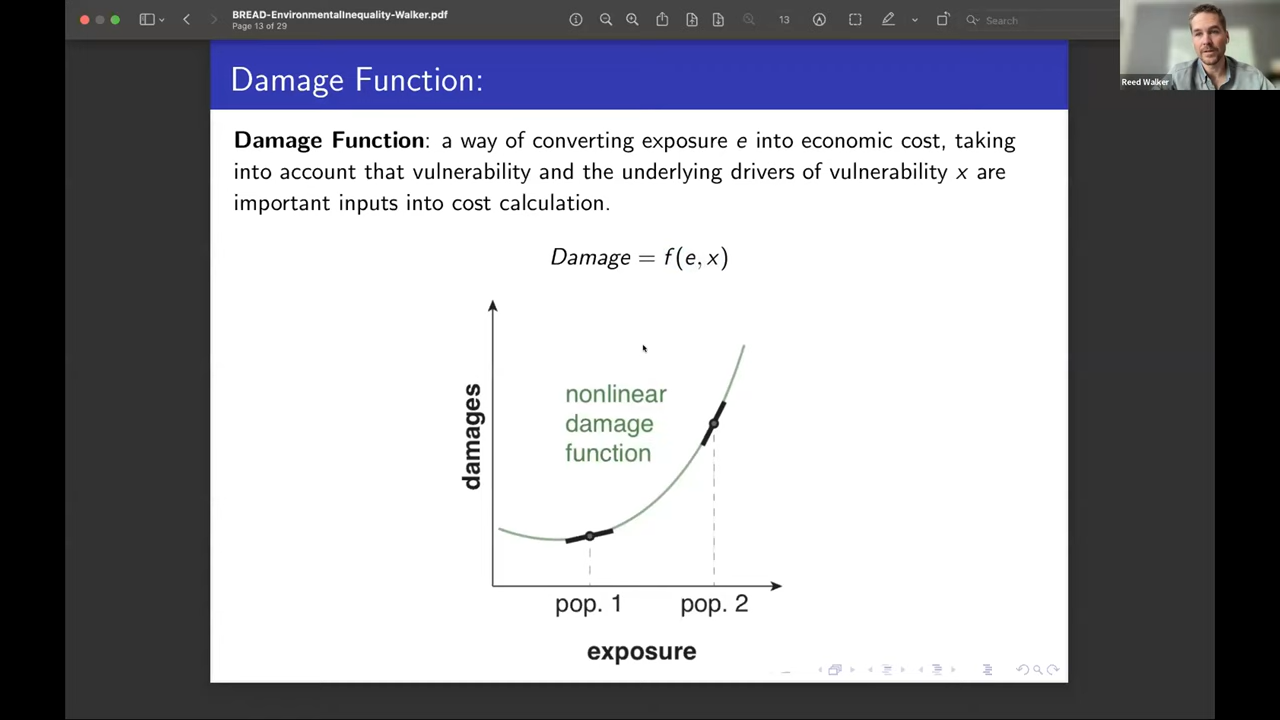 BREAD-EnvironmentalInequality-Walker.pdf
Page 13 of 29
13
Search
Reed Walker
Damage Function:
Damage Function: a way of converting exposure e into economic cost, taking
into account that vulnerability and the underlying drivers of vulnerability x are
important inputs into cost calculation.
Damage = f(e, x)
damages
nonlinear
damage
function
pop. 1
pop. 2
exposure